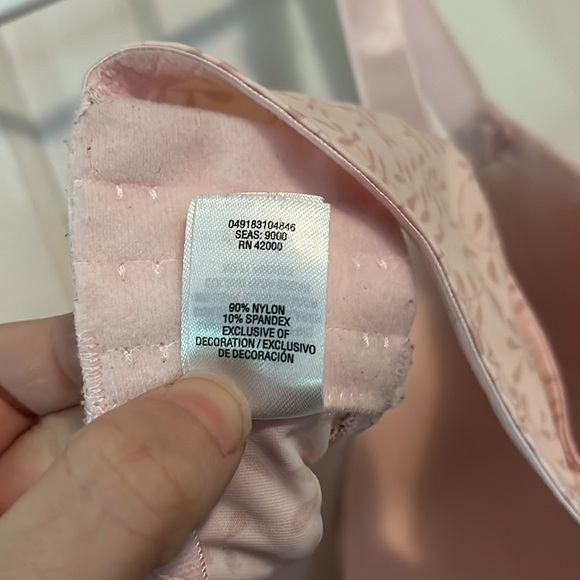 049183104846
SEAS: 9000
RN 42000
90% NYLON
10% SPANDEX
EXCLUSIVE OF
DECORATION / EXCLUSIVO
DE DECORACIÓN